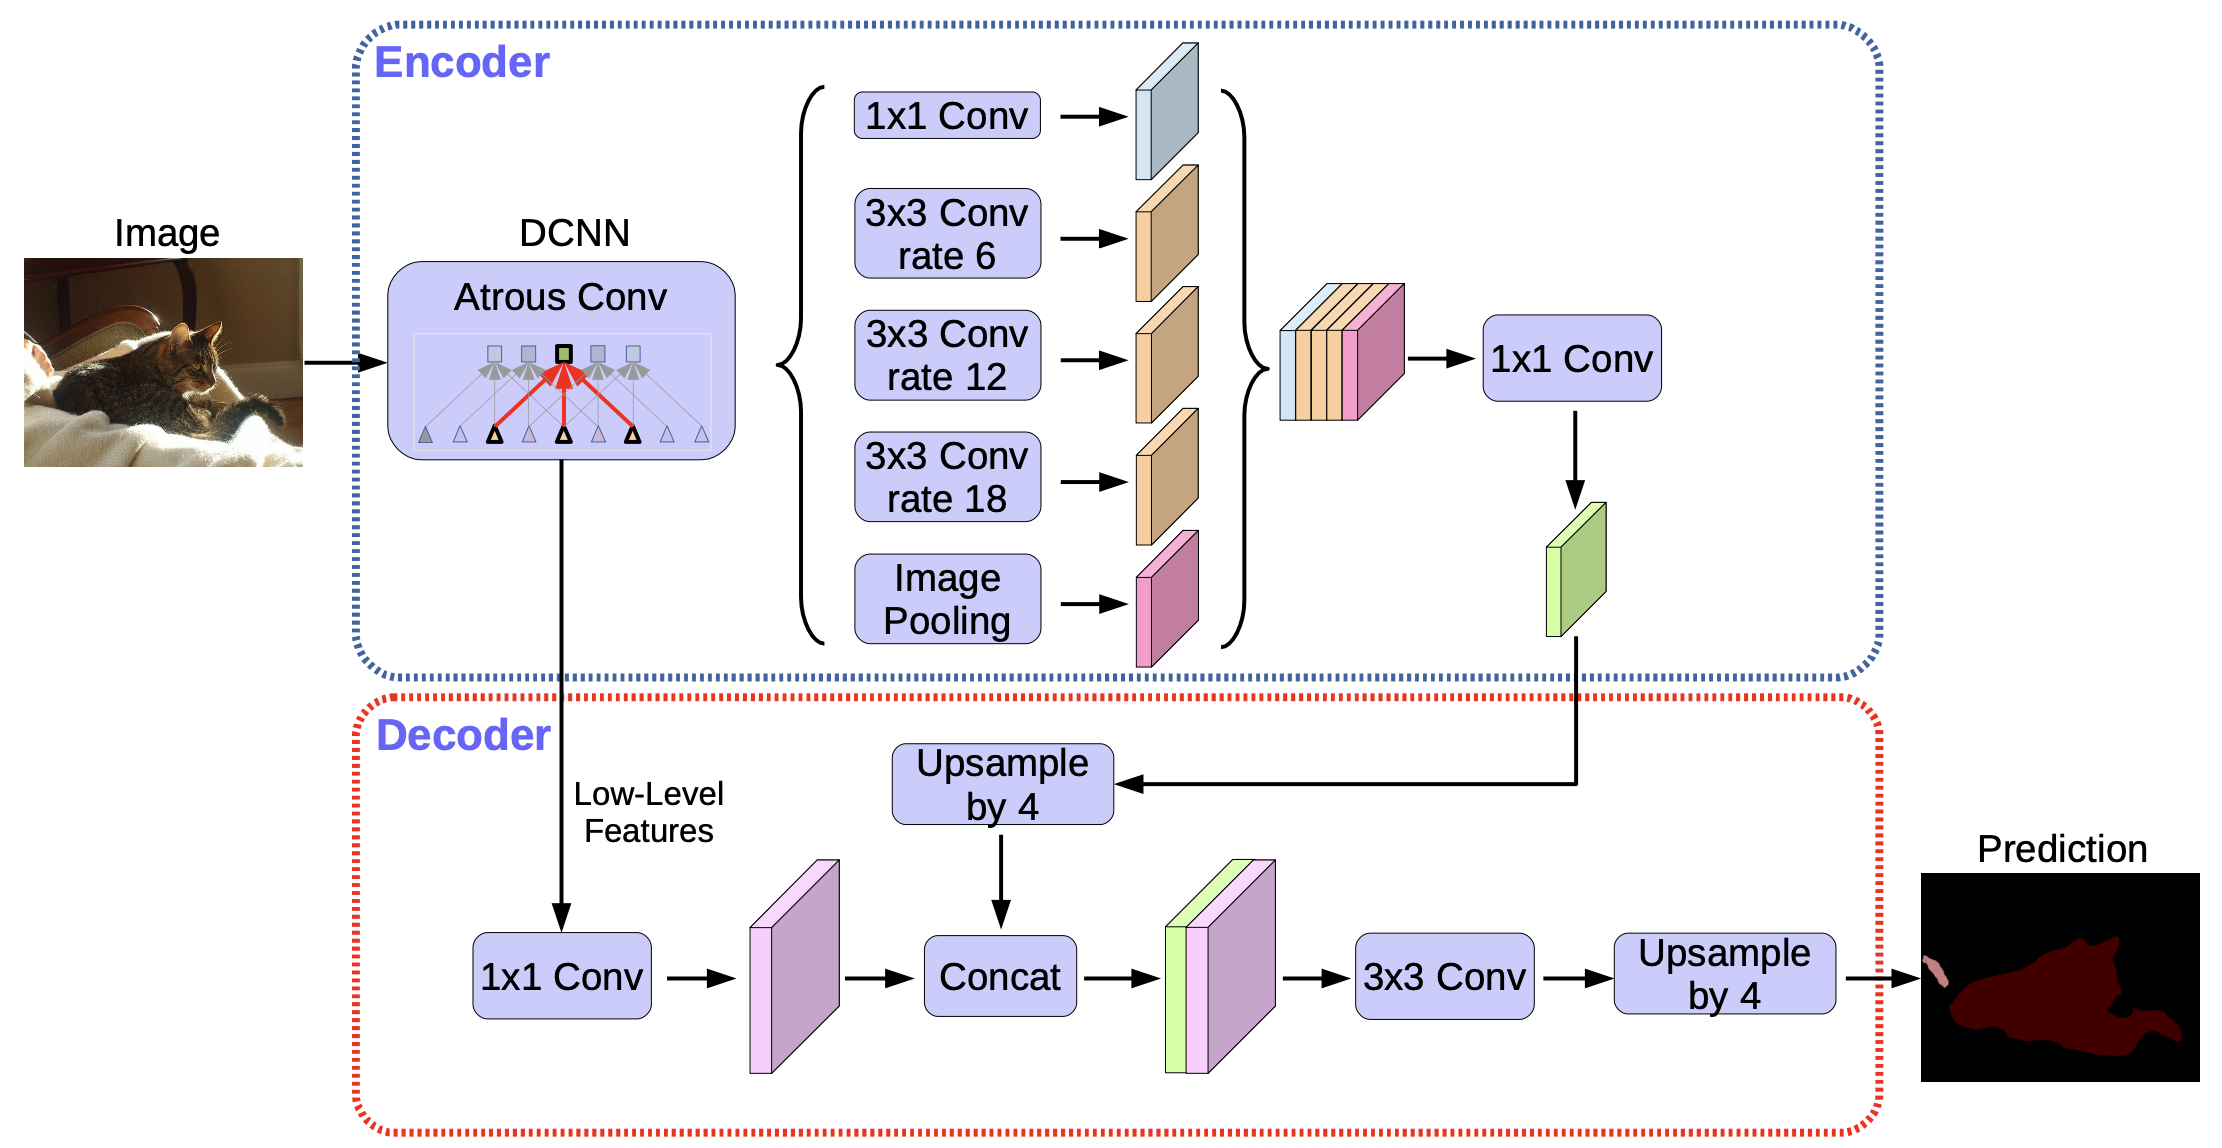 Encoder
Image
DCNN
Atrous Conv
1x1 Conv
3x3 Conv
rate 6
3x3 Conv
rate 12
3x3 Conv
rate 18
Image
Pooling
1x1 Conv
Decoder
Low-Level
Features
Upsample
by 4
1x1 Conv
Concat
3x3 Conv
Upsample
by 4
Prediction